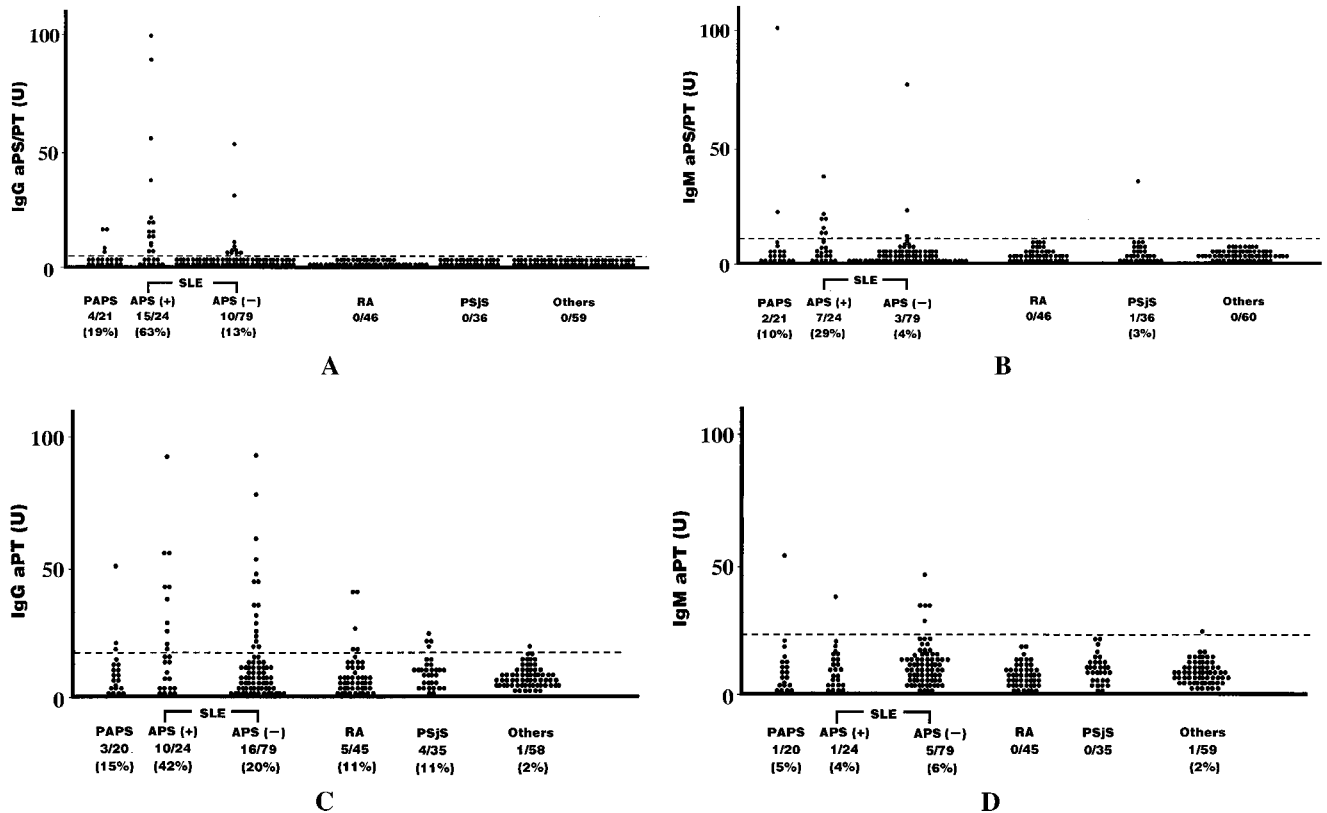 100
50
0
IgG aPS/PT (U)
SLE
PAPS APS (+) APS (−) RA PSjS Others
4/21 15/24 10/79 0/46 0/36 0/59
(19%) (63%) (13%)
A
100
50
0
IgM aPS/PT (U)
SLE
PAPS APS (+) APS (−) RA PSjS Others
2/21 7/24 3/79 0/46 1/36 0/60
(10%) (29%) (4%) (3%)
B
100
50
0
IgG aPT (U)
SLE
PAPS APS (+) APS (−) RA PSjS Others
3/20 10/24 16/79 5/45 4/35 1/58
(15%) (42%) (20%) (11%) (11%) (2%)
C
100
50
0
IgM aPT (U)
SLE
PAPS APS (+) APS (−) RA PSjS Others
1/20 1/24 5/79 0/45 0/35 1/59
(5%) (4%) (6%) (2%)
D